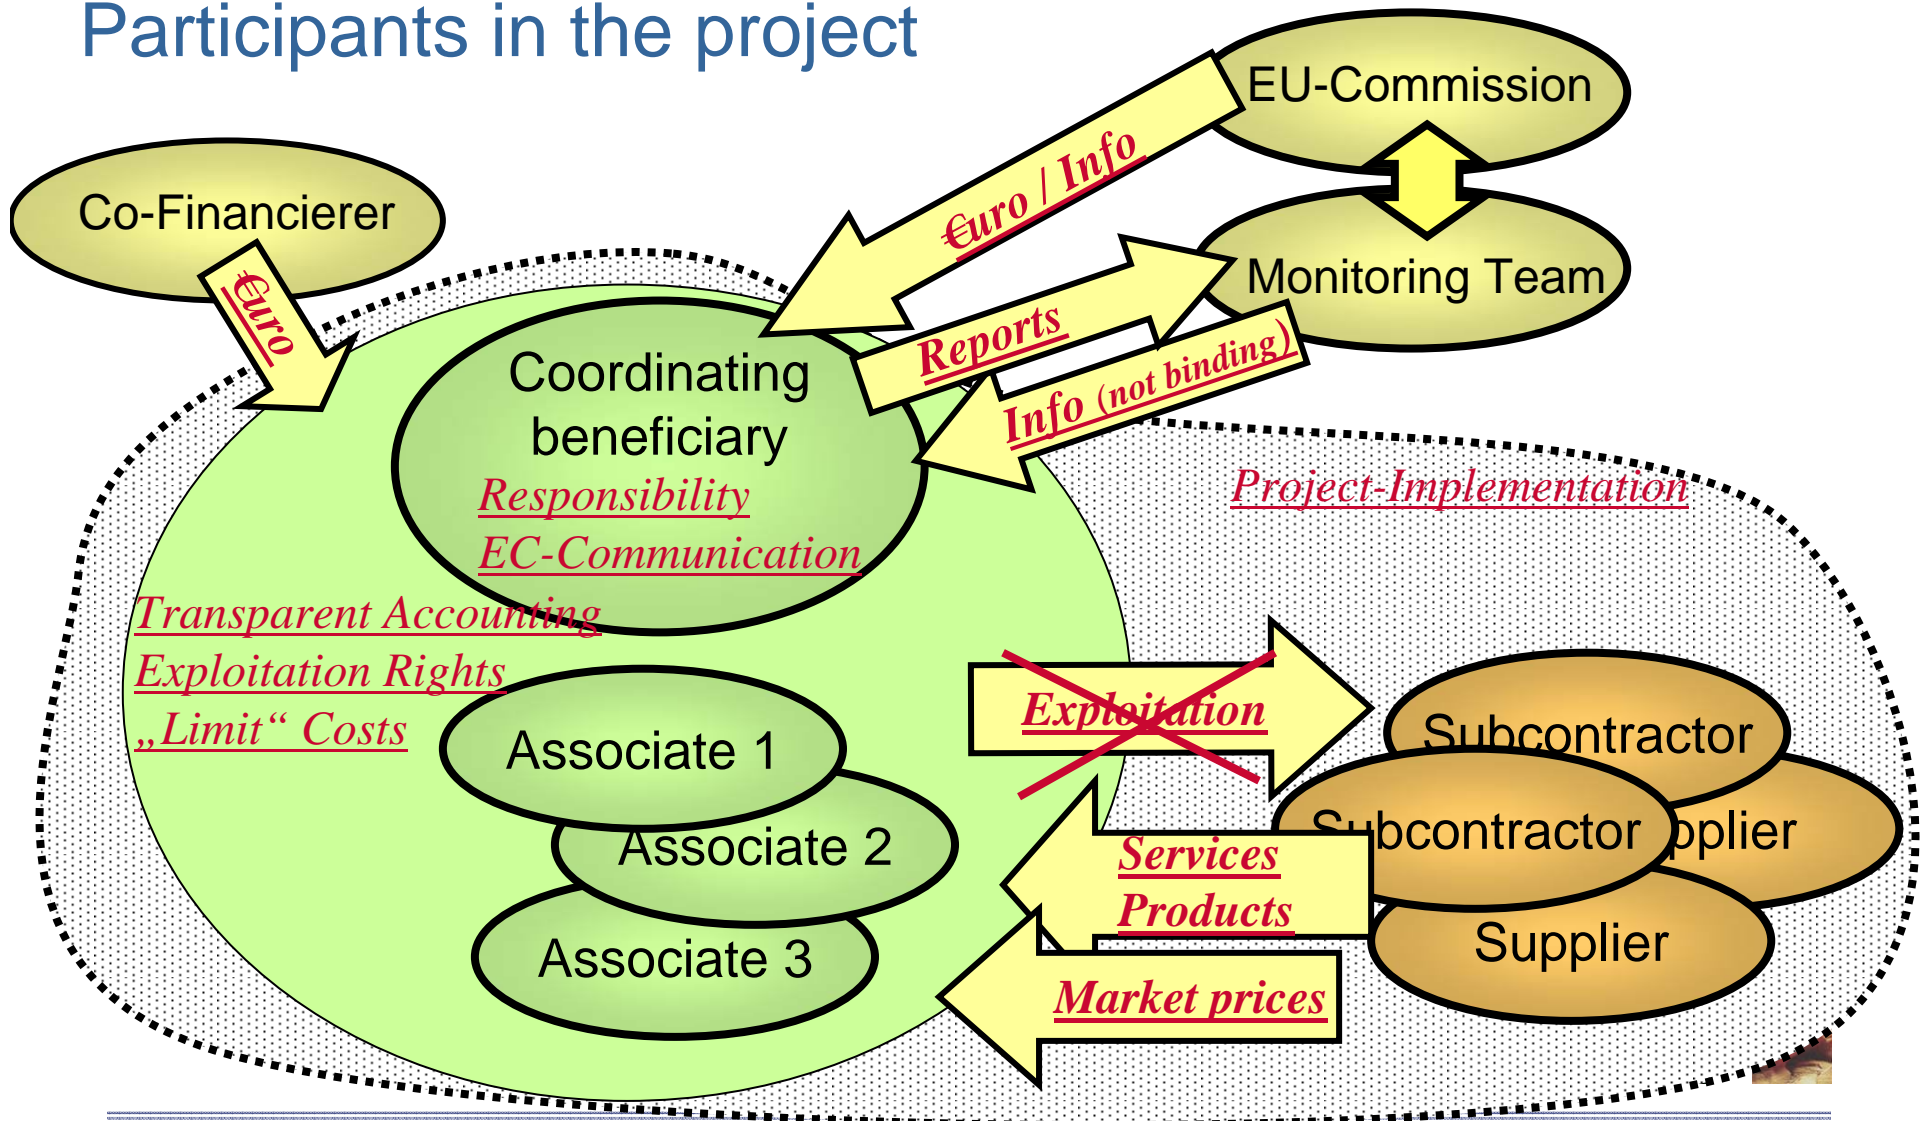 Participants in the project
EU-Commission
€uro / Info
Co-Financierer
€uro
Monitoring Team
Reports
Info (not binding)
Coordinating
beneficiary
Responsibility
EC-Communication
Project-Implementation
Transparent Accounting
Exploitation Rights
„Limit“ Costs
Exploitation
Associate 1
Associate 2
Associate 3
Subcontractor
Subcontractor
pplier
Services
Products
Supplier
Market prices